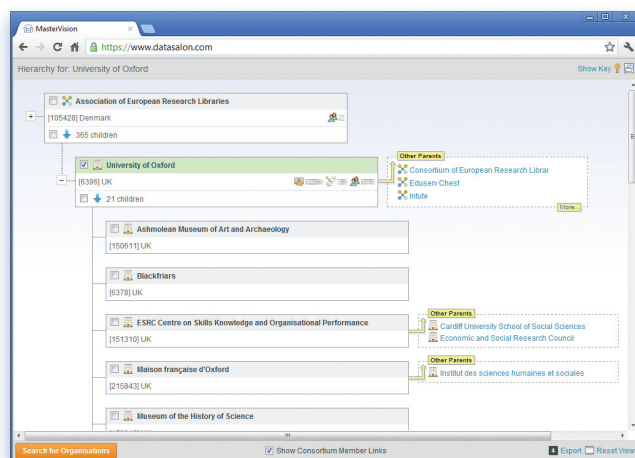 MasterVision
https://www.datasalon.com
Hierarchy for: University of Oxford
Show Key
Association of European Research Libraries
[105428] Denmark
365 children
University of Oxford
[6396] UK
21 children
Other Parents
Consortium of European Research Librar
Eduserv Chest
Intute
More...
Ashmolean Museum of Art and Archaeology
[150611] UK
Blackfriars
[6378] UK
ESRC Centre on Skills Knowledge and Organisational Performance
[151310] UK
Other Parents
Cardiff University School of Social Sciences
Economic and Social Research Council
Maison française d'Oxford
[215843] UK
Other Parents
Institut des sciences humaines et sociales
Museum of the History of Science
Search for Organisations
Show Consortium Member Links
Export
Reset View